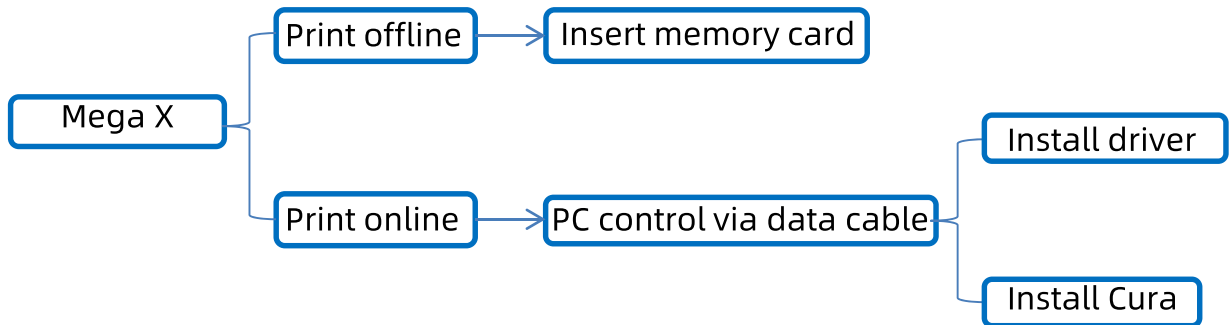 Print offline
Insert memory card
Mega X
Install driver
Print online
PC control via data cable
Install Cura